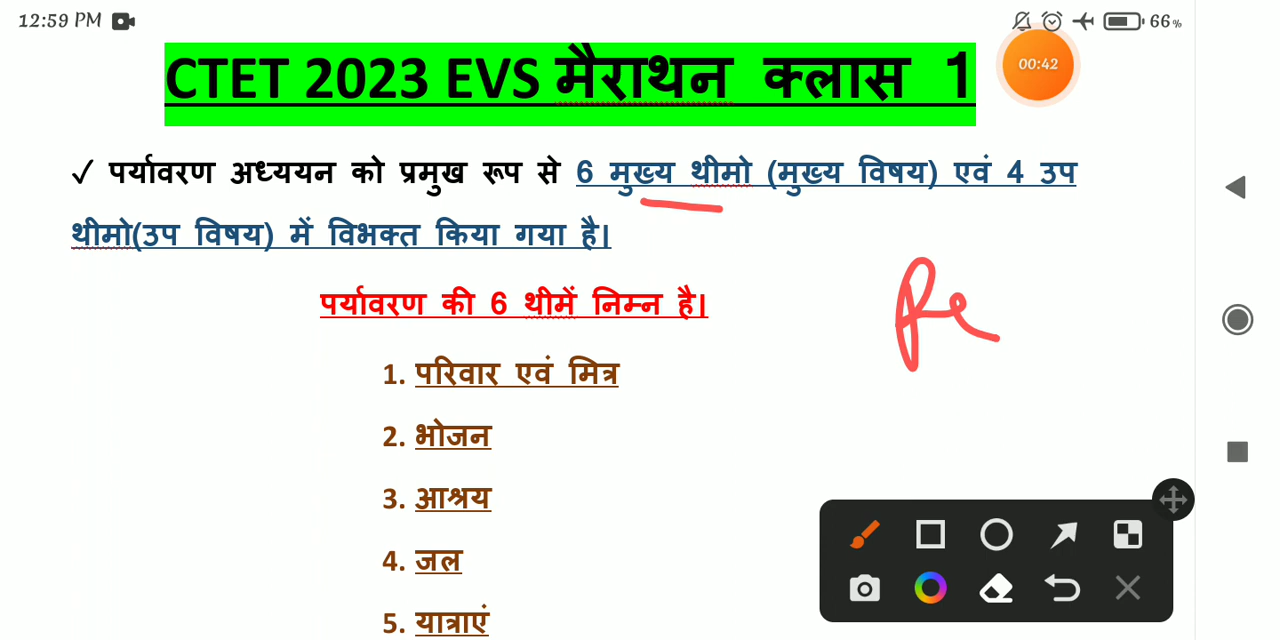 12:59 PM
66%
00:42
CTET 2023 EVS मैराथन क्लास 1
✓ पर्यावरण अध्ययन को प्रमुख रूप से 6 मुख्य थीमो (मुख्य विषय) एवं 4 उप
थीमो(उप विषय) में विभक्त किया गया है।
पर्यावरण की 6 थीमें निम्न है।
1. परिवार एवं मित्र
2. भोजन
3. आश्रय
4. जल
5. यात्राएं